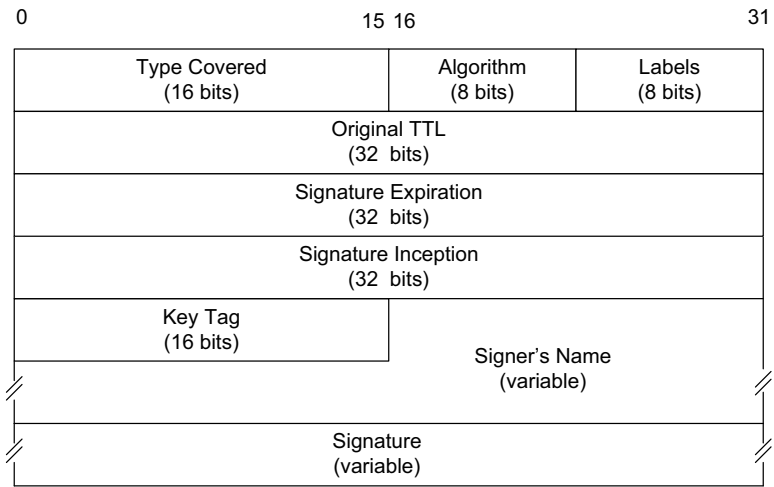 0 15 16 31
Type Covered
(16 bits)
Algorithm
(8 bits)
Labels
(8 bits)
Original TTL
(32 bits)
Signature Expiration
(32 bits)
Signature Inception
(32 bits)
Key Tag
(16 bits)
Signer's Name
(variable)
Signature
(variable)